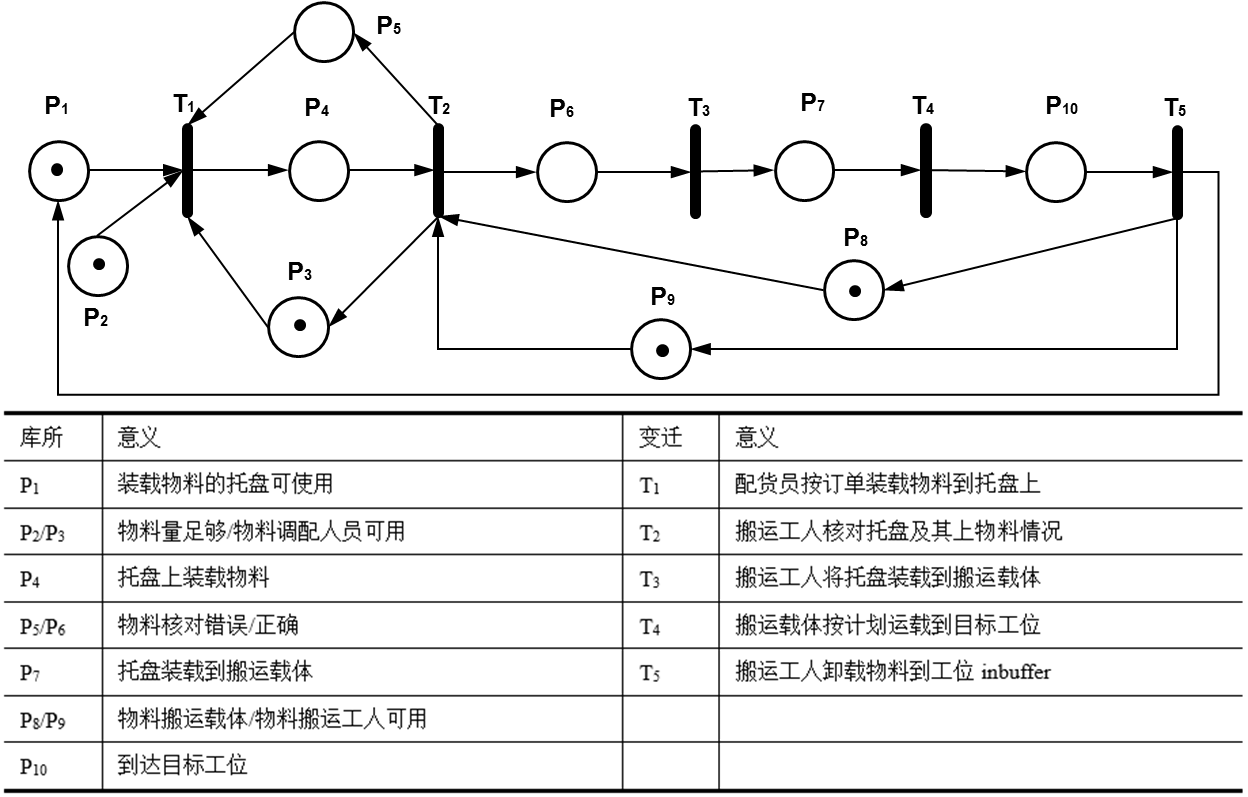 P5
P1 T1 P4 T2 P6 T3 P7 T4 P10 T5
P8
P3
P9
P2
库所 意义 变迁 意义
P1 装载物料的托盘可使用 T1 配货员按订单装载物料到托盘上
P2/P3 物料量足够/物料调配人员可用 T2 搬运工人核对托盘及其上物料情况
P4 托盘上装载物料 T3 搬运工人将托盘装载到搬运载体
P5/P6 物料核对错误/正确 T4 搬运载体按计划运载到目标工位
P7 托盘装载到搬运载体 T5 搬运工人卸载物料到工位 inbuffer
P8/P9 物料搬运载体/物料搬运工人可用
P10 到达目标工位